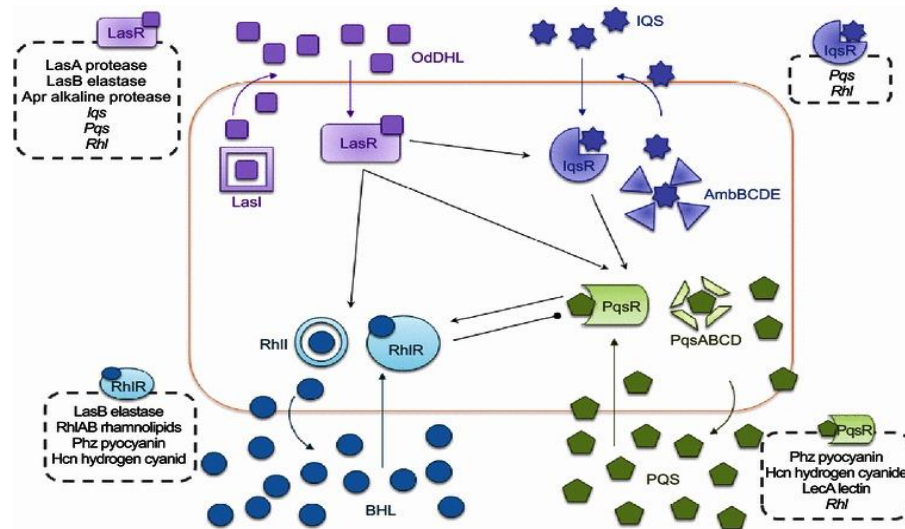 LasR
LasA protease
LasB elastase
Apr alkaline protease
Iqs
Pqs
Rhl
OdDHL
IQS
IqsR
Pqs
Rhl
LasR
IqsR
LasI
AmbBCDE
PqsR
PqsABCD
RhlI
RhlR
RhlR
LasB elastase
RhlAB rhamnolipids
Phz pyocyanin
Hcn hydrogen cyanid
BHL
PQS
PqsR
Phz pyocyanin
Hcn hydrogen cyanide
LecA lectin
Rhl